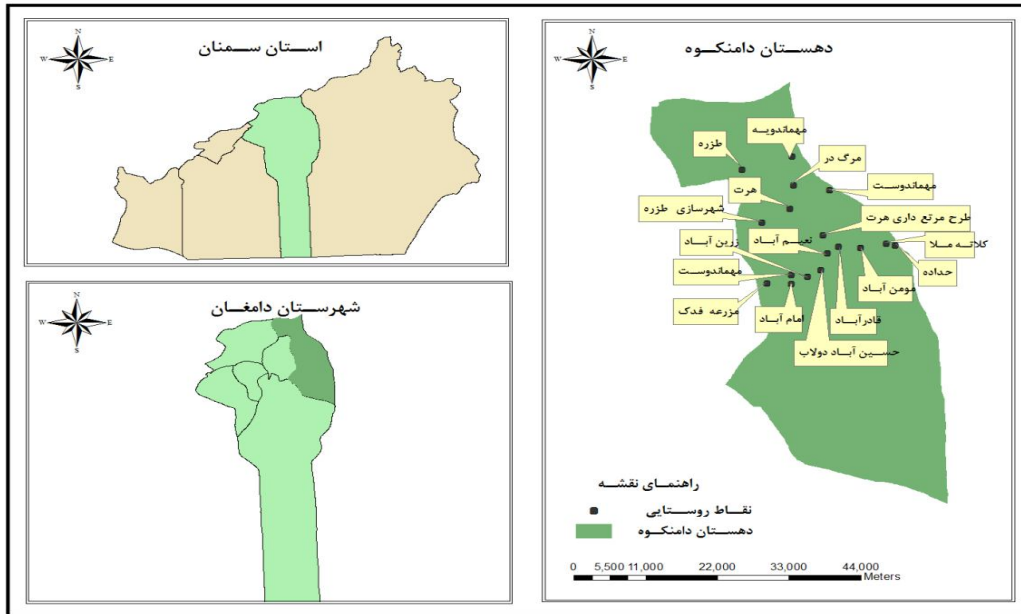 استان سمنان
N
W
E
S
شهرستان دامغان
N
W
E
S
دهستان دامنکوه
N
W
E
S
مهماندویه
طزره
مرگ در
مهماندوست
هرت
شهرسازی طزره
طرح مرتع داری هرت
کلاته ملا
نعیم آباد
زرین آباد
حداده
مهماندوست
مومن آباد
مزرعه فدک
امام آباد
قادرآباد
حسین آباد دولاب
راهنمای نقشه
نقاط روستایی
دهستان دامنکوه
0 5,500 11,000 22,000 33,000 44,000
Meters